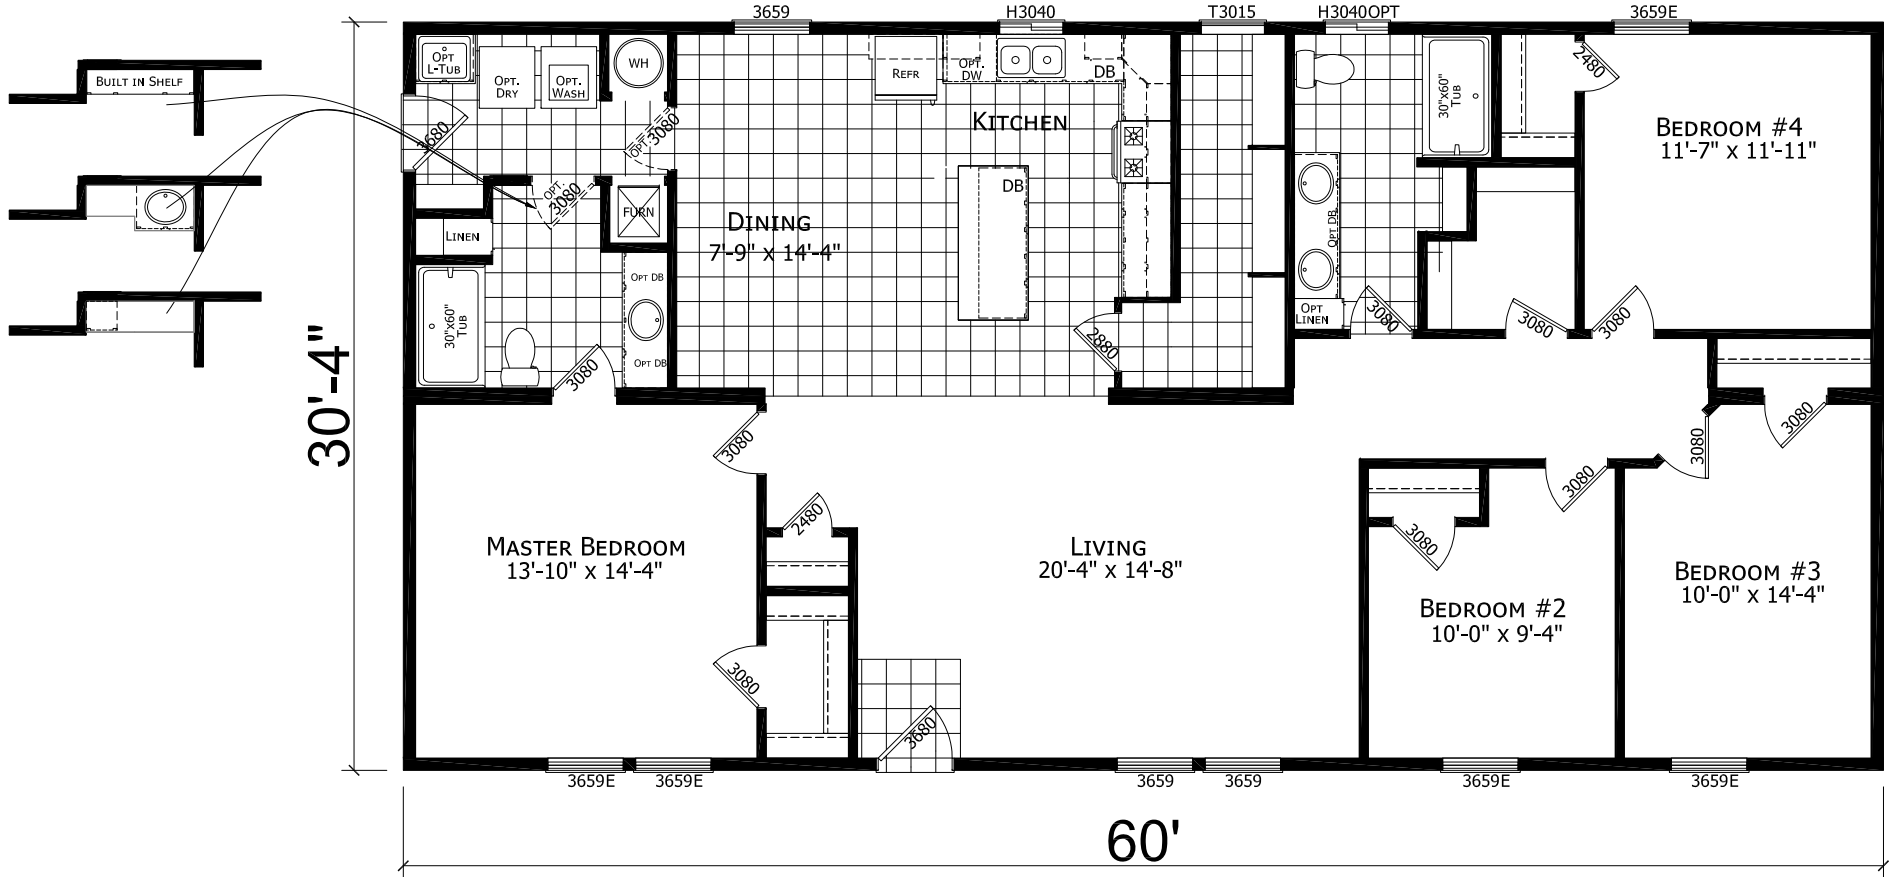 3659
H3040
T3015
H3040OPT
3659E
BUILT IN SHELF
OPT
L-TUB
OPT.
DRY
OPT.
WASH
WH
REFR
OPT.
DW
DB
30"x60"
TUB
2480
3680
OPT.
3080
KITCHEN
BEDROOM #4
11'-7" x 11'-11"
OPT.
3080
FURN
DB
LINEN
DINING
7'-9" x 14'-4"
OPT DB
OPT DB
OPT DB
30"x60"
TUB
OPT
LINEN
3080
3080
3080
2880
3080
30'-4"
3080
3080
3080
3080
2480
3080
MASTER BEDROOM
13'-10" x 14'-4"
LIVING
20'-4" x 14'-8"
BEDROOM #3
10'-0" x 14'-4"
BEDROOM #2
10'-0" x 9'-4"
3080
3680
3659E
3659E
3659
3659
3659E
3659E
60'